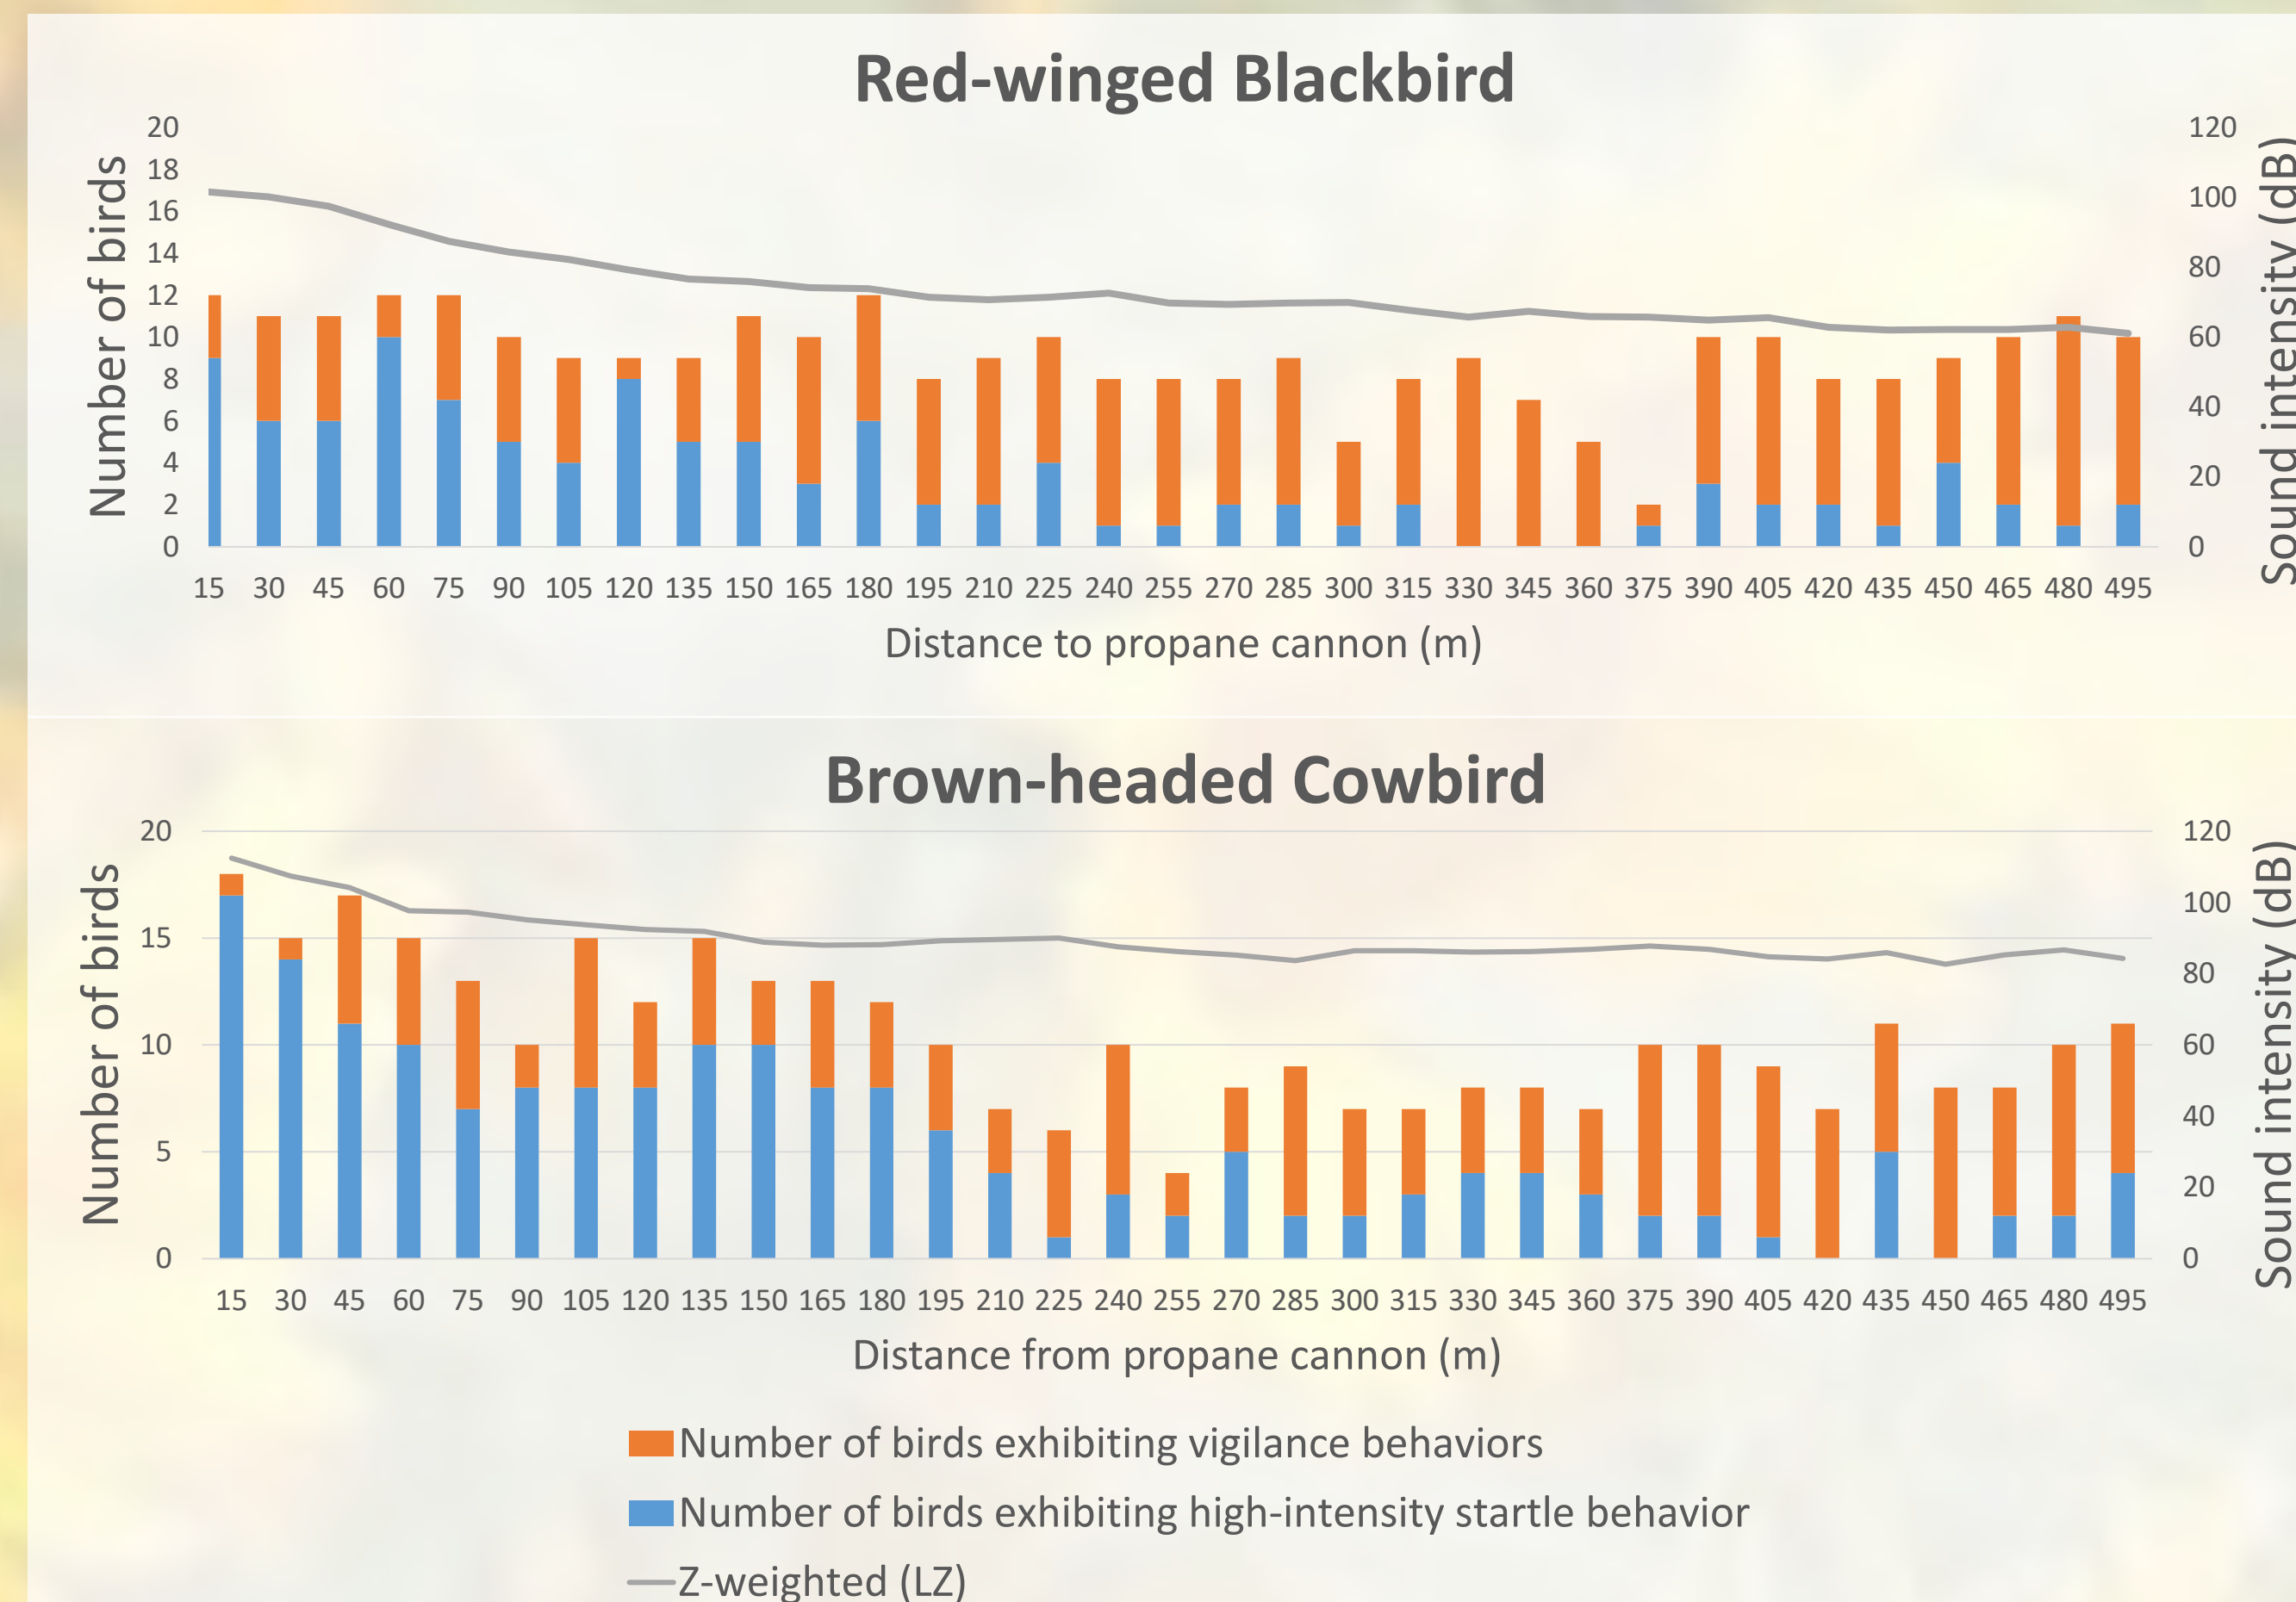 Red-winged Blackbird
Number of birds
20
18
16
14
12
10
8
6
4
2
0
120
100
80
60
40
20
0
Sound intensity (dB)
15 30 45 60 75 90 105 120 135 150 165 180 195 210 225 240 255 270 285 300 315 330 345 360 375 390 405 420 435 450 465 480 495
Distance to propane cannon (m)
Brown-headed Cowbird
Number of birds
20
15
10
5
0
120
100
80
60
40
20
0
Sound intensity (dB)
15 30 45 60 75 90 105 120 135 150 165 180 195 210 225 240 255 270 285 300 315 330 345 360 375 390 405 420 435 450 465 480 495
Distance from propane cannon (m)
Number of birds exhibiting vigilance behaviors
Number of birds exhibiting high-intensity startle behavior
Z-weighted (LZ)